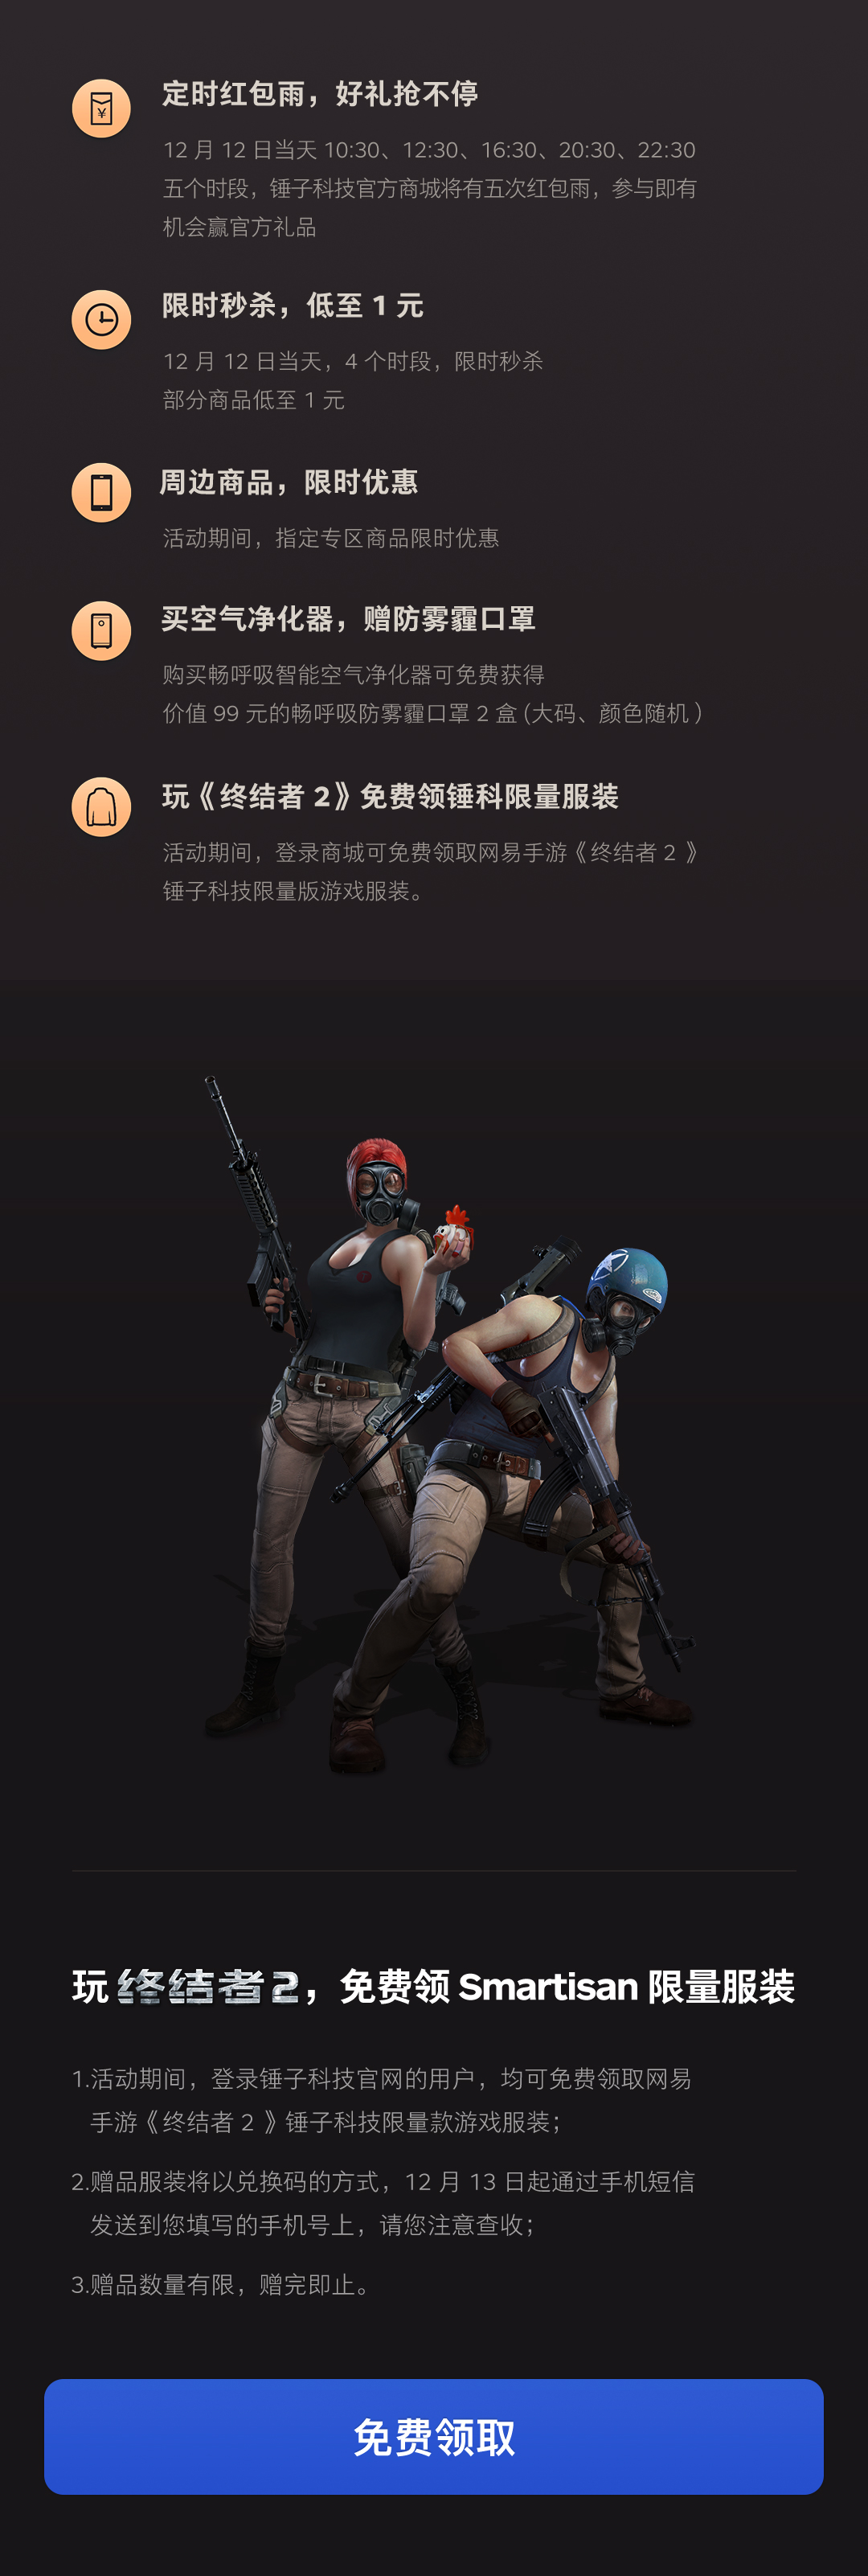 定时红包雨，好礼抢不停
12 月 12 日当天 10:30、12:30、16:30、20:30、22:30
五个时段，锤子科技官方商城将有五次红包雨，参与即有
机会赢官方礼品
限时秒杀，低至 1 元
12 月 12 日当天，4 个时段，限时秒杀
部分商品低至 1 元
周边商品，限时优惠
活动期间，指定专区商品限时优惠
买空气净化器，赠防雾霾口罩
购买畅呼吸智能空气净化器可免费获得
价值 99 元的畅呼吸防雾霾口罩 2 盒 (大码、颜色随机 )
玩《终结者 2》免费领锤科限量服装
活动期间，登录商城可免费领取网易手游《终结者 2 》
锤子科技限量版游戏服装。
玩 终结者2，免费领 Smartisan 限量服装
1.活动期间，登录锤子科技官网的用户，均可免费领取网易
手游《终结者 2 》锤子科技限量款游戏服装；
2.赠品服装将以兑换码的方式，12 月 13 日起通过手机短信
发送到您填写的手机号上，请您注意查收；
3.赠品数量有限，赠完即止。
免费领取